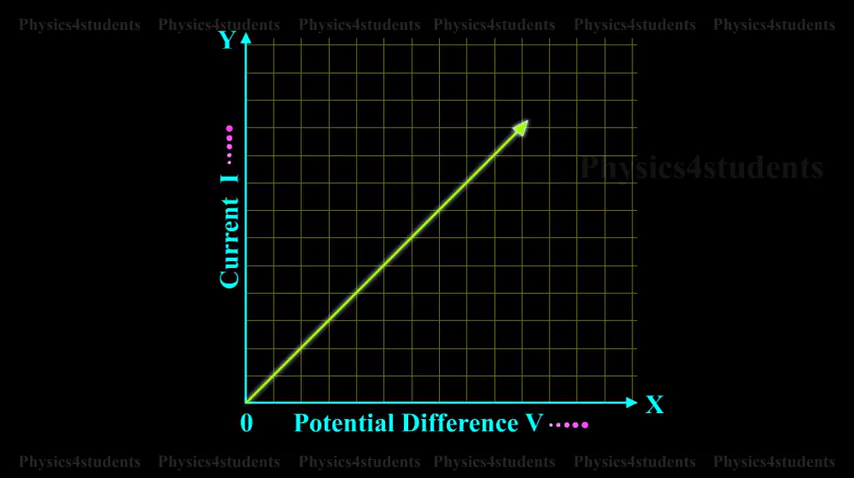 Physics4students Physics4students Physics4students Physics4students Physics4students Physics4students
Y
Physics4students
Current I
X
0 Potential Difference V
Physics4students Physics4students Physics4students Physics4students Physics4students Physics4students